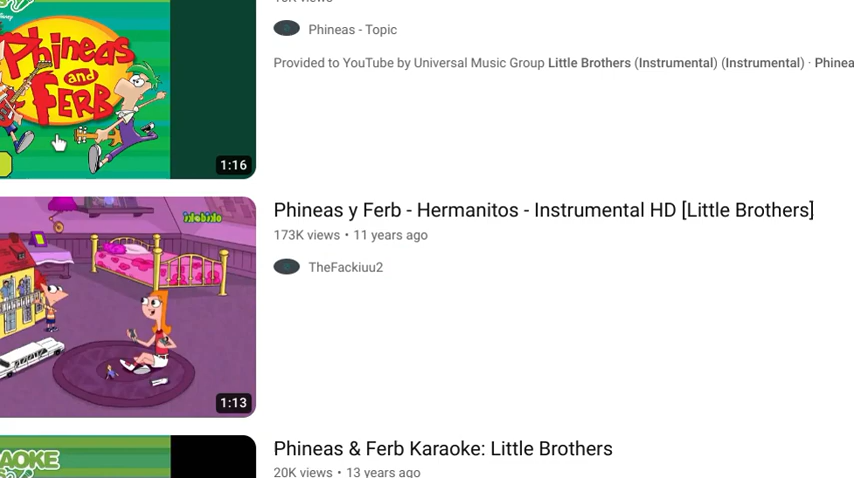 Disney
Phineas
and
FERB
1:16
Phineas - Topic
Provided to YouTube by Universal Music Group Little Brothers (Instrumental) (Instrumental) · Phinea
1:13
Phineas y Ferb - Hermanitos - Instrumental HD [Little Brothers]
173K views • 11 years ago
TheFackiuu2
AOKE
Phineas & Ferb Karaoke: Little Brothers
20K views • 13 years ago